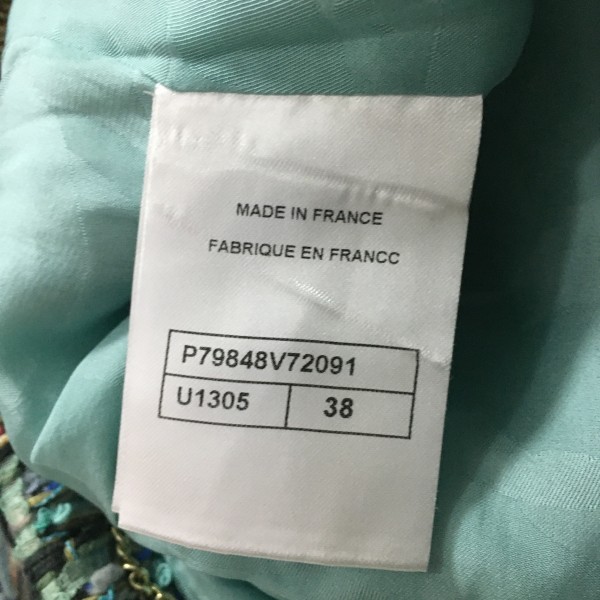 MADE IN FRANCE
FABRIQUE EN FRANCC
P79848V72091
U1305 38